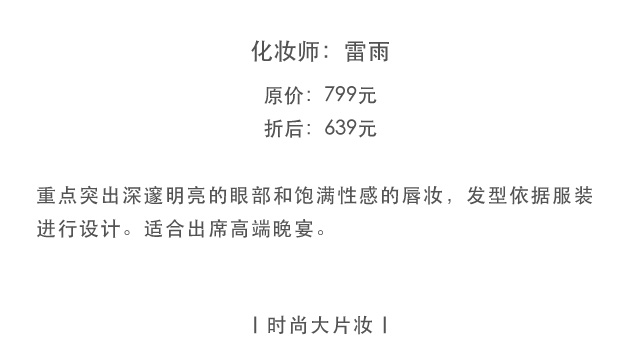 化妆师：雷雨
原价：799元
折后：639元
重点突出深邃明亮的眼部和饱满性感的唇妆，发型依据服装
进行设计。适合出席高端晚宴。
丨时尚大片妆丨